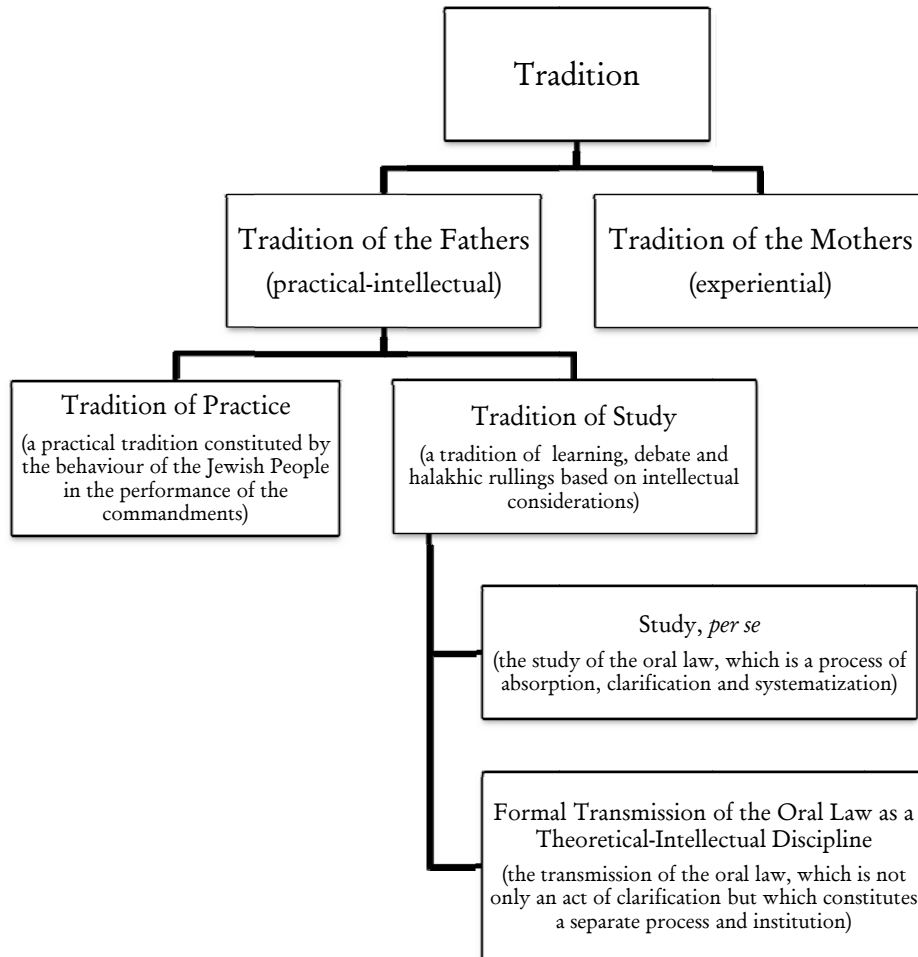 Tradition
Tradition of the Fathers
(practical-intellectual)
Tradition of the Mothers
(experiential)
Tradition of Practice
(a practical tradition constituted by
the behaviour of the Jewish People
in the performance of the
commandments)
Tradition of Study
(a tradition of learning, debate and
halakhic rullings based on intellectual
considerations)
Study, per se
(the study of the oral law, which is a process of
absorption, clarification and systematization)
Formal Transmission of the Oral Law as a
Theoretical-Intellectual Discipline
(the transmission of the oral law, which is not
only an act of clarification but which constitutes
a separate process and institution)